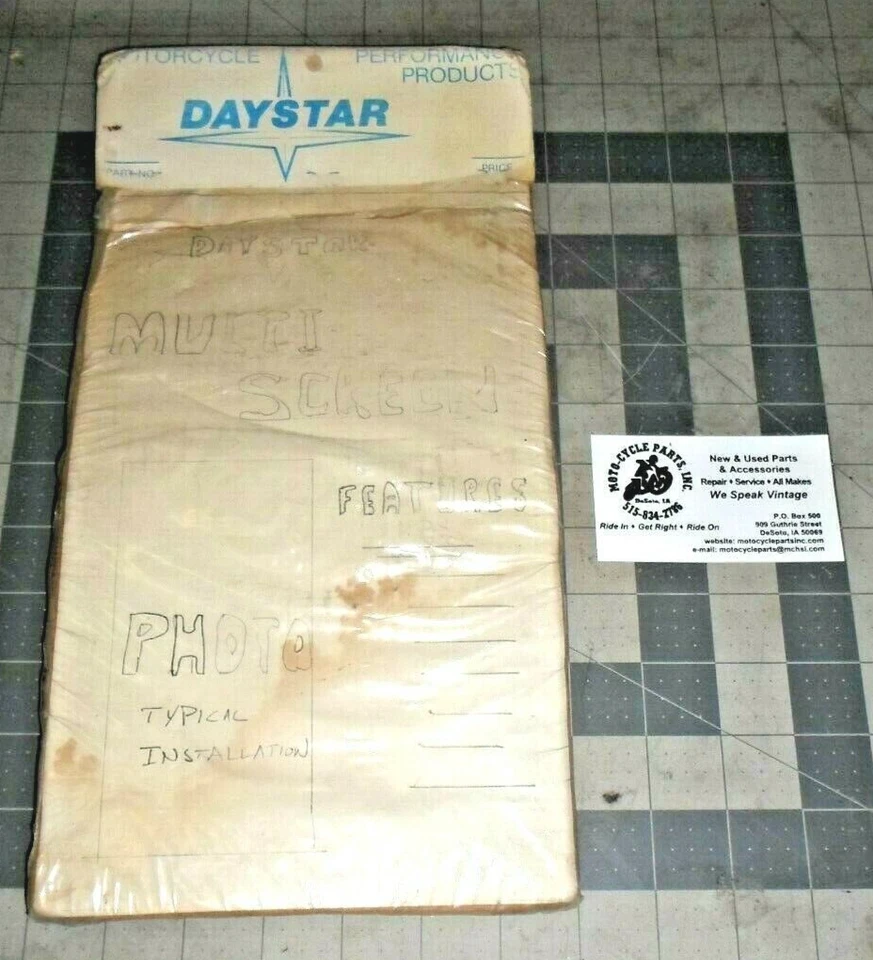 MOTORCYCLE PERFORMANCE
PRODUCTS
DAYSTAR
PART NO. PRICE
DAYSTAR
MULTI
SCREEN
FEATURES
PHOTO
TYPICAL
INSTALLATION
MOTO-CYCLE PARTS, INC.
DeSoto, IA
515-834-2706
Ride In • Get Right • Ride On
New & Used Parts
& Accessories
Repair • Service • All Makes
We Speak Vintage
P.O. Box 500
909 Guthrie Street
DeSoto, IA 50069
website: motocyclepartsinc.com
e-mail: motocycleparts@mchsi.com